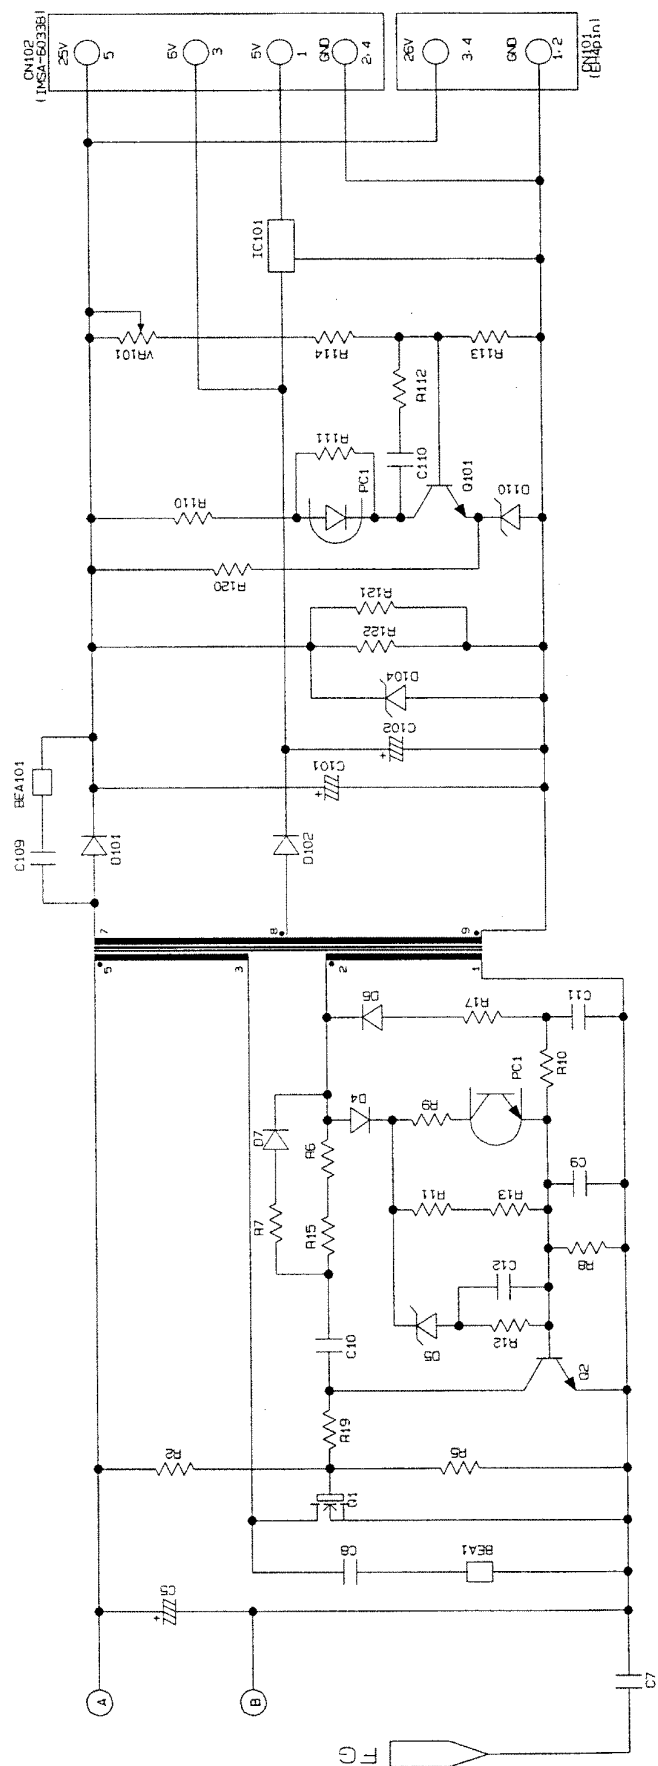 CN102
(IMSA-6033B)
25V
5
6V
3
5V
1
GND
2,4
26V
3,4
GND
1,2
CN101
(EH4pin)
IC101
VR101
R114
R113
R112
R111
C110
PC1
R110
Q101
D110
R120
R121
R122
D104
C102
C101
BEA101
C109
D101
D102
7
8
9
5
3
2
1
D6
R17
C11
D7
R6
D4
R9
PC1
R10
R7
R15
R11
R13
C9
C10
D5
C12
R12
R8
Q2
R19
R2
R5
Q1
C8
BEA1
C5
A
B
C7
FG